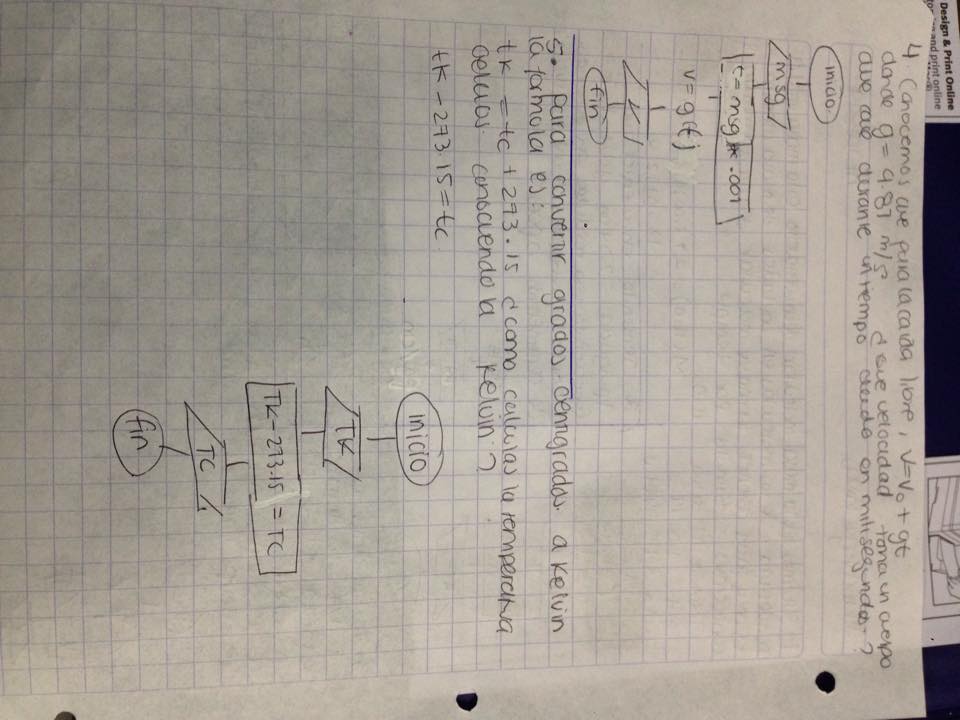 Design & Print Online
and print online
4 Conocemos que para la caida libre, v=v0 + gt
donde g = 9.81 m/s² ¿que velocidad toma un cuerpo
que cae durante un tiempo dado en milisegundos?
inicio
msg
t = msg * .001
v = g(t)
V
fin
5. para convertir grados centigrados a Kelvin
la formula es:
tk = tc + 273.15 ¿como calculas la temperatura
celcius conociendo la Kelvin?
tk - 273.15 = tc
inicio
TK
TK - 273.15 = TC
TC
fin